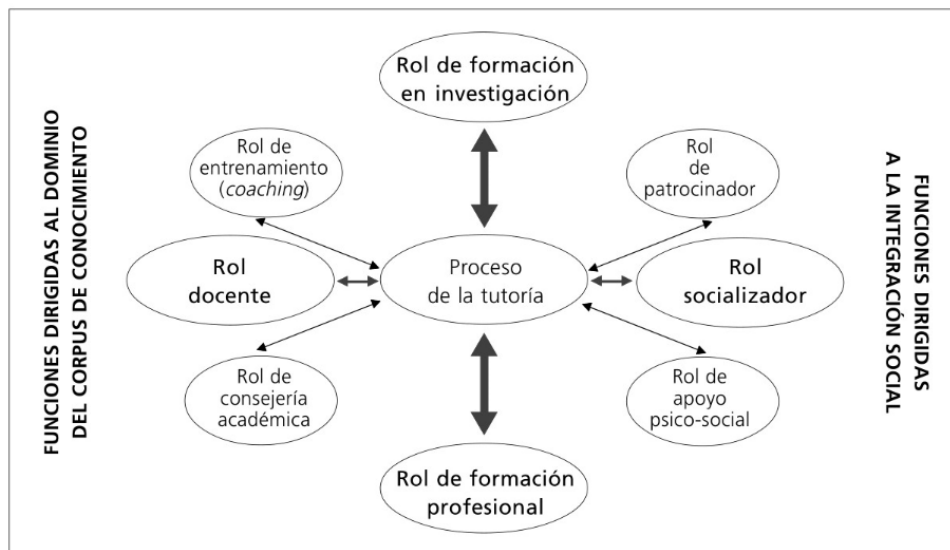 Rol de formación
en investigación
FUNCIONES DIRIGIDAS AL DOMINIO
DEL CORPUS DE CONOCIMIENTO
Rol de
entrenamiento
(coaching)
Rol
de
patrocinador
FUNCIONES DIRIGIDAS
A LA INTEGRACIÓN SOCIAL
Rol
docente
Proceso
de la tutoría
Rol
socializador
Rol de
consejería
académica
Rol de
apoyo
psico-social
Rol de formación
profesional